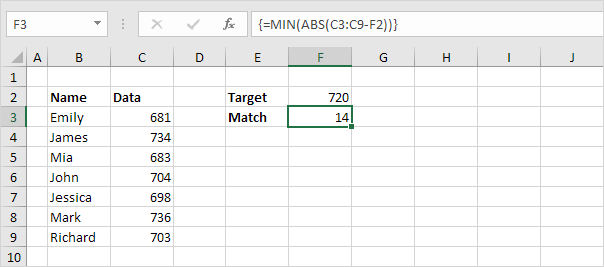 F3 fx {=MIN(ABS(C3:C9-F2))}
A B C D E F G H I J
1
2 Name Data Target 720
3 Emily 681 Match 14
4 James 734
5 Mia 683
6 John 704
7 Jessica 698
8 Mark 736
9 Richard 703
10